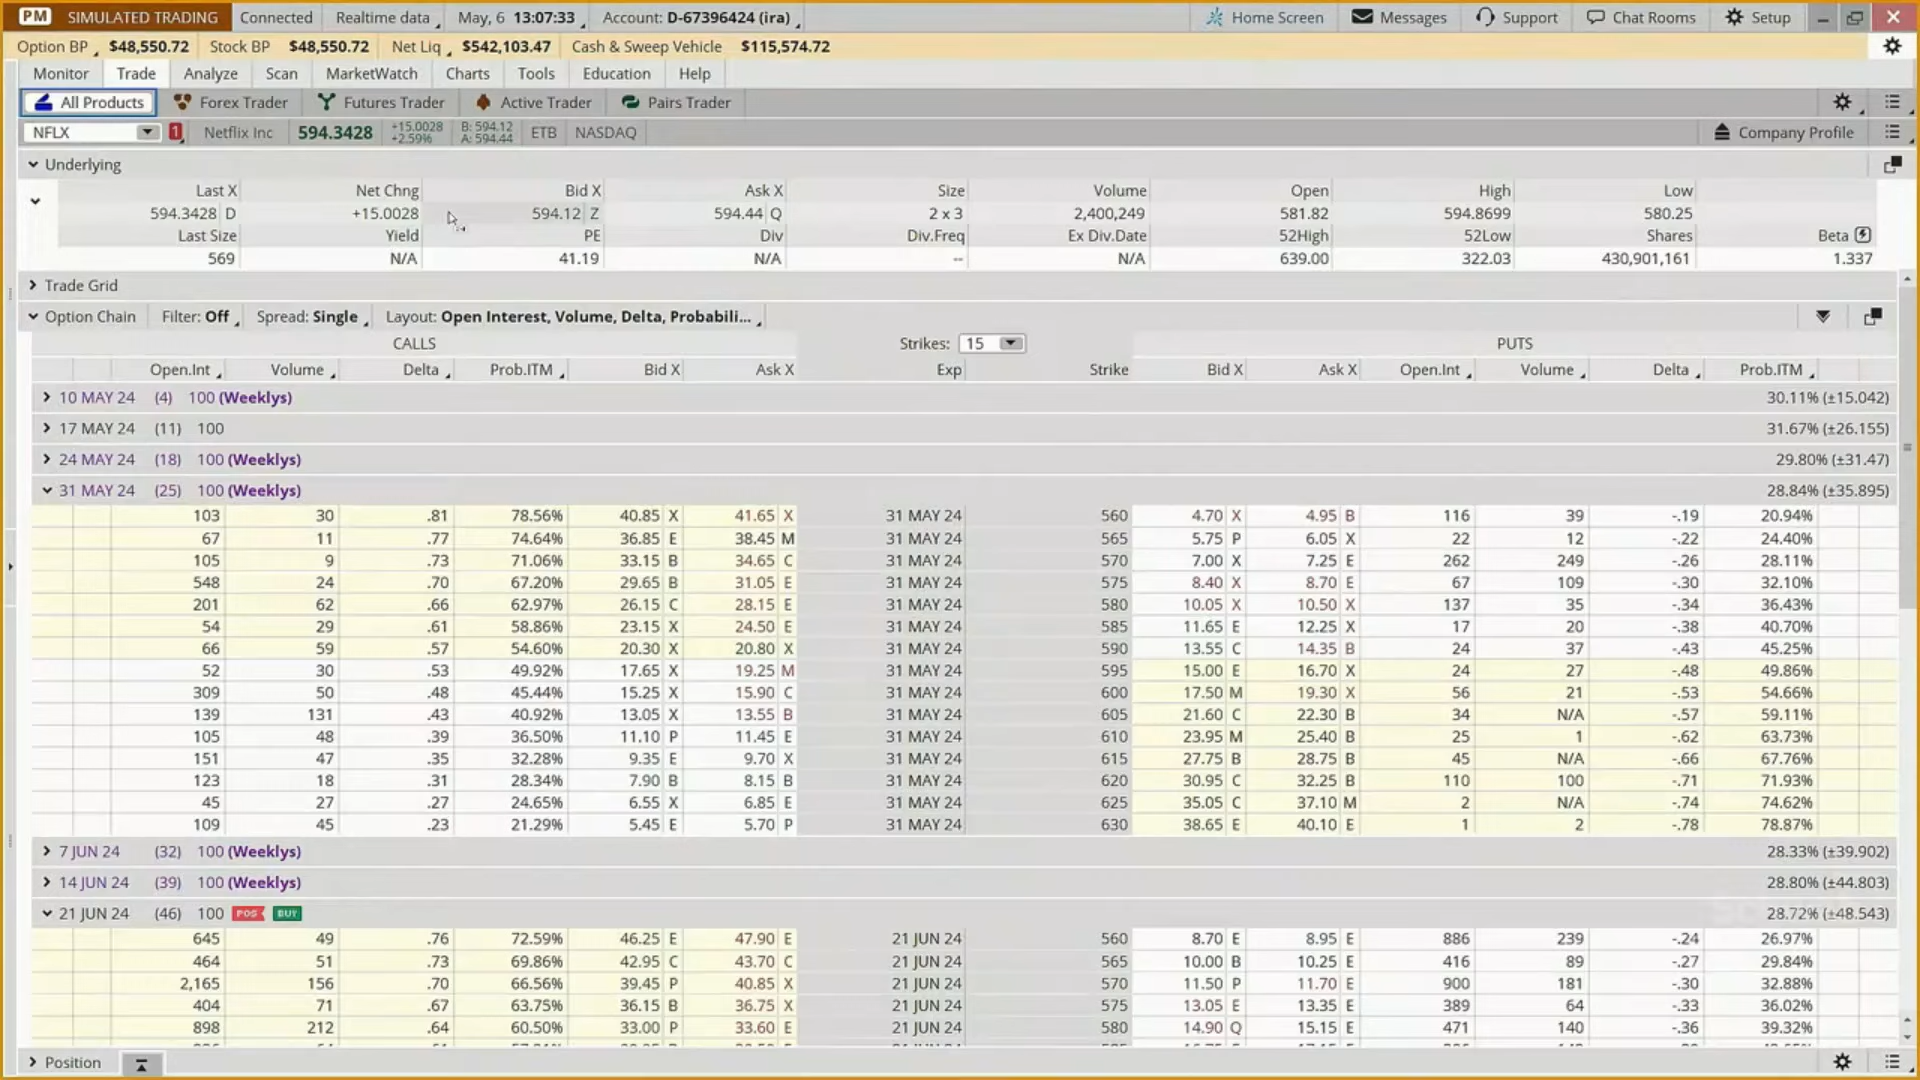 PM SIMULATED TRADING Connected Realtime data May, 6 13:07:33 Account: D-67396424 (ira) Home Screen Messages Support Chat Rooms Setup
Option BP $48,550.72 Stock BP $48,550.72 Net Liq $542,103.47 Cash & Sweep Vehicle $115,574.72
Monitor Trade Analyze Scan MarketWatch Charts Tools Education Help
All Products Forex Trader Futures Trader Active Trader Pairs Trader
NFLX 1 Netflix Inc 594.3428 +15.0028 +2.59% B: 594.12 A: 594.44 ETB NASDAQ Company Profile
Underlying
Last X Net Chng Bid X Ask X Size Volume Open High Low
594.3428 D +15.0028 594.12 Z 594.44 Q 2 x 3 2,400,249 581.82 594.8699 580.25
Last Size Yield PE Div Div.Freq Ex Div.Date 52High 52Low Shares Beta
569 N/A 41.19 N/A -- N/A 639.00 322.03 430,901,161 1.337
Trade Grid
Option Chain Filter: Off Spread: Single Layout: Open Interest, Volume, Delta, Probabili...
CALLS Strikes: 15 PUTS
Open.Int Volume Delta Prob.ITM Bid X Ask X Exp Strike Bid X Ask X Open.Int Volume Delta Prob.ITM
10 MAY 24 (4) 100 (Weeklys) 30.11% (±15.042)
17 MAY 24 (11) 100 31.67% (±26.155)
24 MAY 24 (18) 100 (Weeklys) 29.80% (±31.47)
31 MAY 24 (25) 100 (Weeklys) 28.84% (±35.895)
103 30 .81 78.56% 40.85 X 41.65 X 31 MAY 24 560 4.70 X 4.95 B 116 39 -.19 20.94%
67 11 .77 74.64% 36.85 E 38.45 M 31 MAY 24 565 5.75 P 6.05 X 22 12 -.22 24.40%
105 9 .73 71.06% 33.15 B 34.65 C 31 MAY 24 570 7.00 X 7.25 E 262 249 -.26 28.11%
548 24 .70 67.20% 29.65 B 31.05 E 31 MAY 24 575 8.40 X 8.70 E 67 109 -.30 32.10%
201 62 .66 62.97% 26.15 C 28.15 E 31 MAY 24 580 10.05 X 10.50 X 137 35 -.34 36.43%
54 29 .61 58.86% 23.15 X 24.50 E 31 MAY 24 585 11.65 E 12.25 X 17 20 -.38 40.70%
66 59 .57 54.60% 20.30 X 20.80 X 31 MAY 24 590 13.55 C 14.35 B 24 37 -.43 45.25%
52 30 .53 49.92% 17.65 X 19.25 M 31 MAY 24 595 15.00 E 16.70 X 24 27 -.48 49.86%
309 50 .48 45.44% 15.25 X 15.90 C 31 MAY 24 600 17.50 M 19.30 X 56 21 -.53 54.66%
139 131 .43 40.92% 13.05 X 13.55 B 31 MAY 24 605 21.60 C 22.30 B 34 N/A -.57 59.11%
105 48 .39 36.50% 11.10 P 11.45 E 31 MAY 24 610 23.95 M 25.40 B 25 1 -.62 63.73%
151 47 .35 32.28% 9.35 E 9.70 X 31 MAY 24 615 27.75 B 28.75 B 45 N/A -.66 67.76%
123 18 .31 28.34% 7.90 B 8.15 B 31 MAY 24 620 30.95 C 32.25 B 110 100 -.71 71.93%
45 27 .27 24.65% 6.55 X 6.85 E 31 MAY 24 625 35.05 C 37.10 M 2 N/A -.74 74.62%
109 45 .23 21.29% 5.45 E 5.70 P 31 MAY 24 630 38.65 E 40.10 E 1 2 -.78 78.87%
7 JUN 24 (32) 100 (Weeklys) 28.33% (±39.902)
14 JUN 24 (39) 100 (Weeklys) 28.80% (±44.803)
21 JUN 24 (46) 100 POS BUY 28.72% (±48.543)
645 49 .76 72.59% 46.25 E 47.90 E 21 JUN 24 560 8.70 E 8.95 E 886 239 -.24 26.97%
464 51 .73 69.86% 42.95 C 43.70 C 21 JUN 24 565 10.00 B 10.25 E 416 89 -.27 29.84%
2,165 156 .70 66.56% 39.45 P 40.85 X 21 JUN 24 570 11.50 P 11.70 E 900 181 -.30 32.88%
404 71 .67 63.75% 36.15 B 36.75 X 21 JUN 24 575 13.05 E 13.35 E 389 64 -.33 36.02%
898 212 .64 60.50% 33.00 P 33.60 E 21 JUN 24 580 14.90 Q 15.15 E 471 140 -.36 39.32%
Position